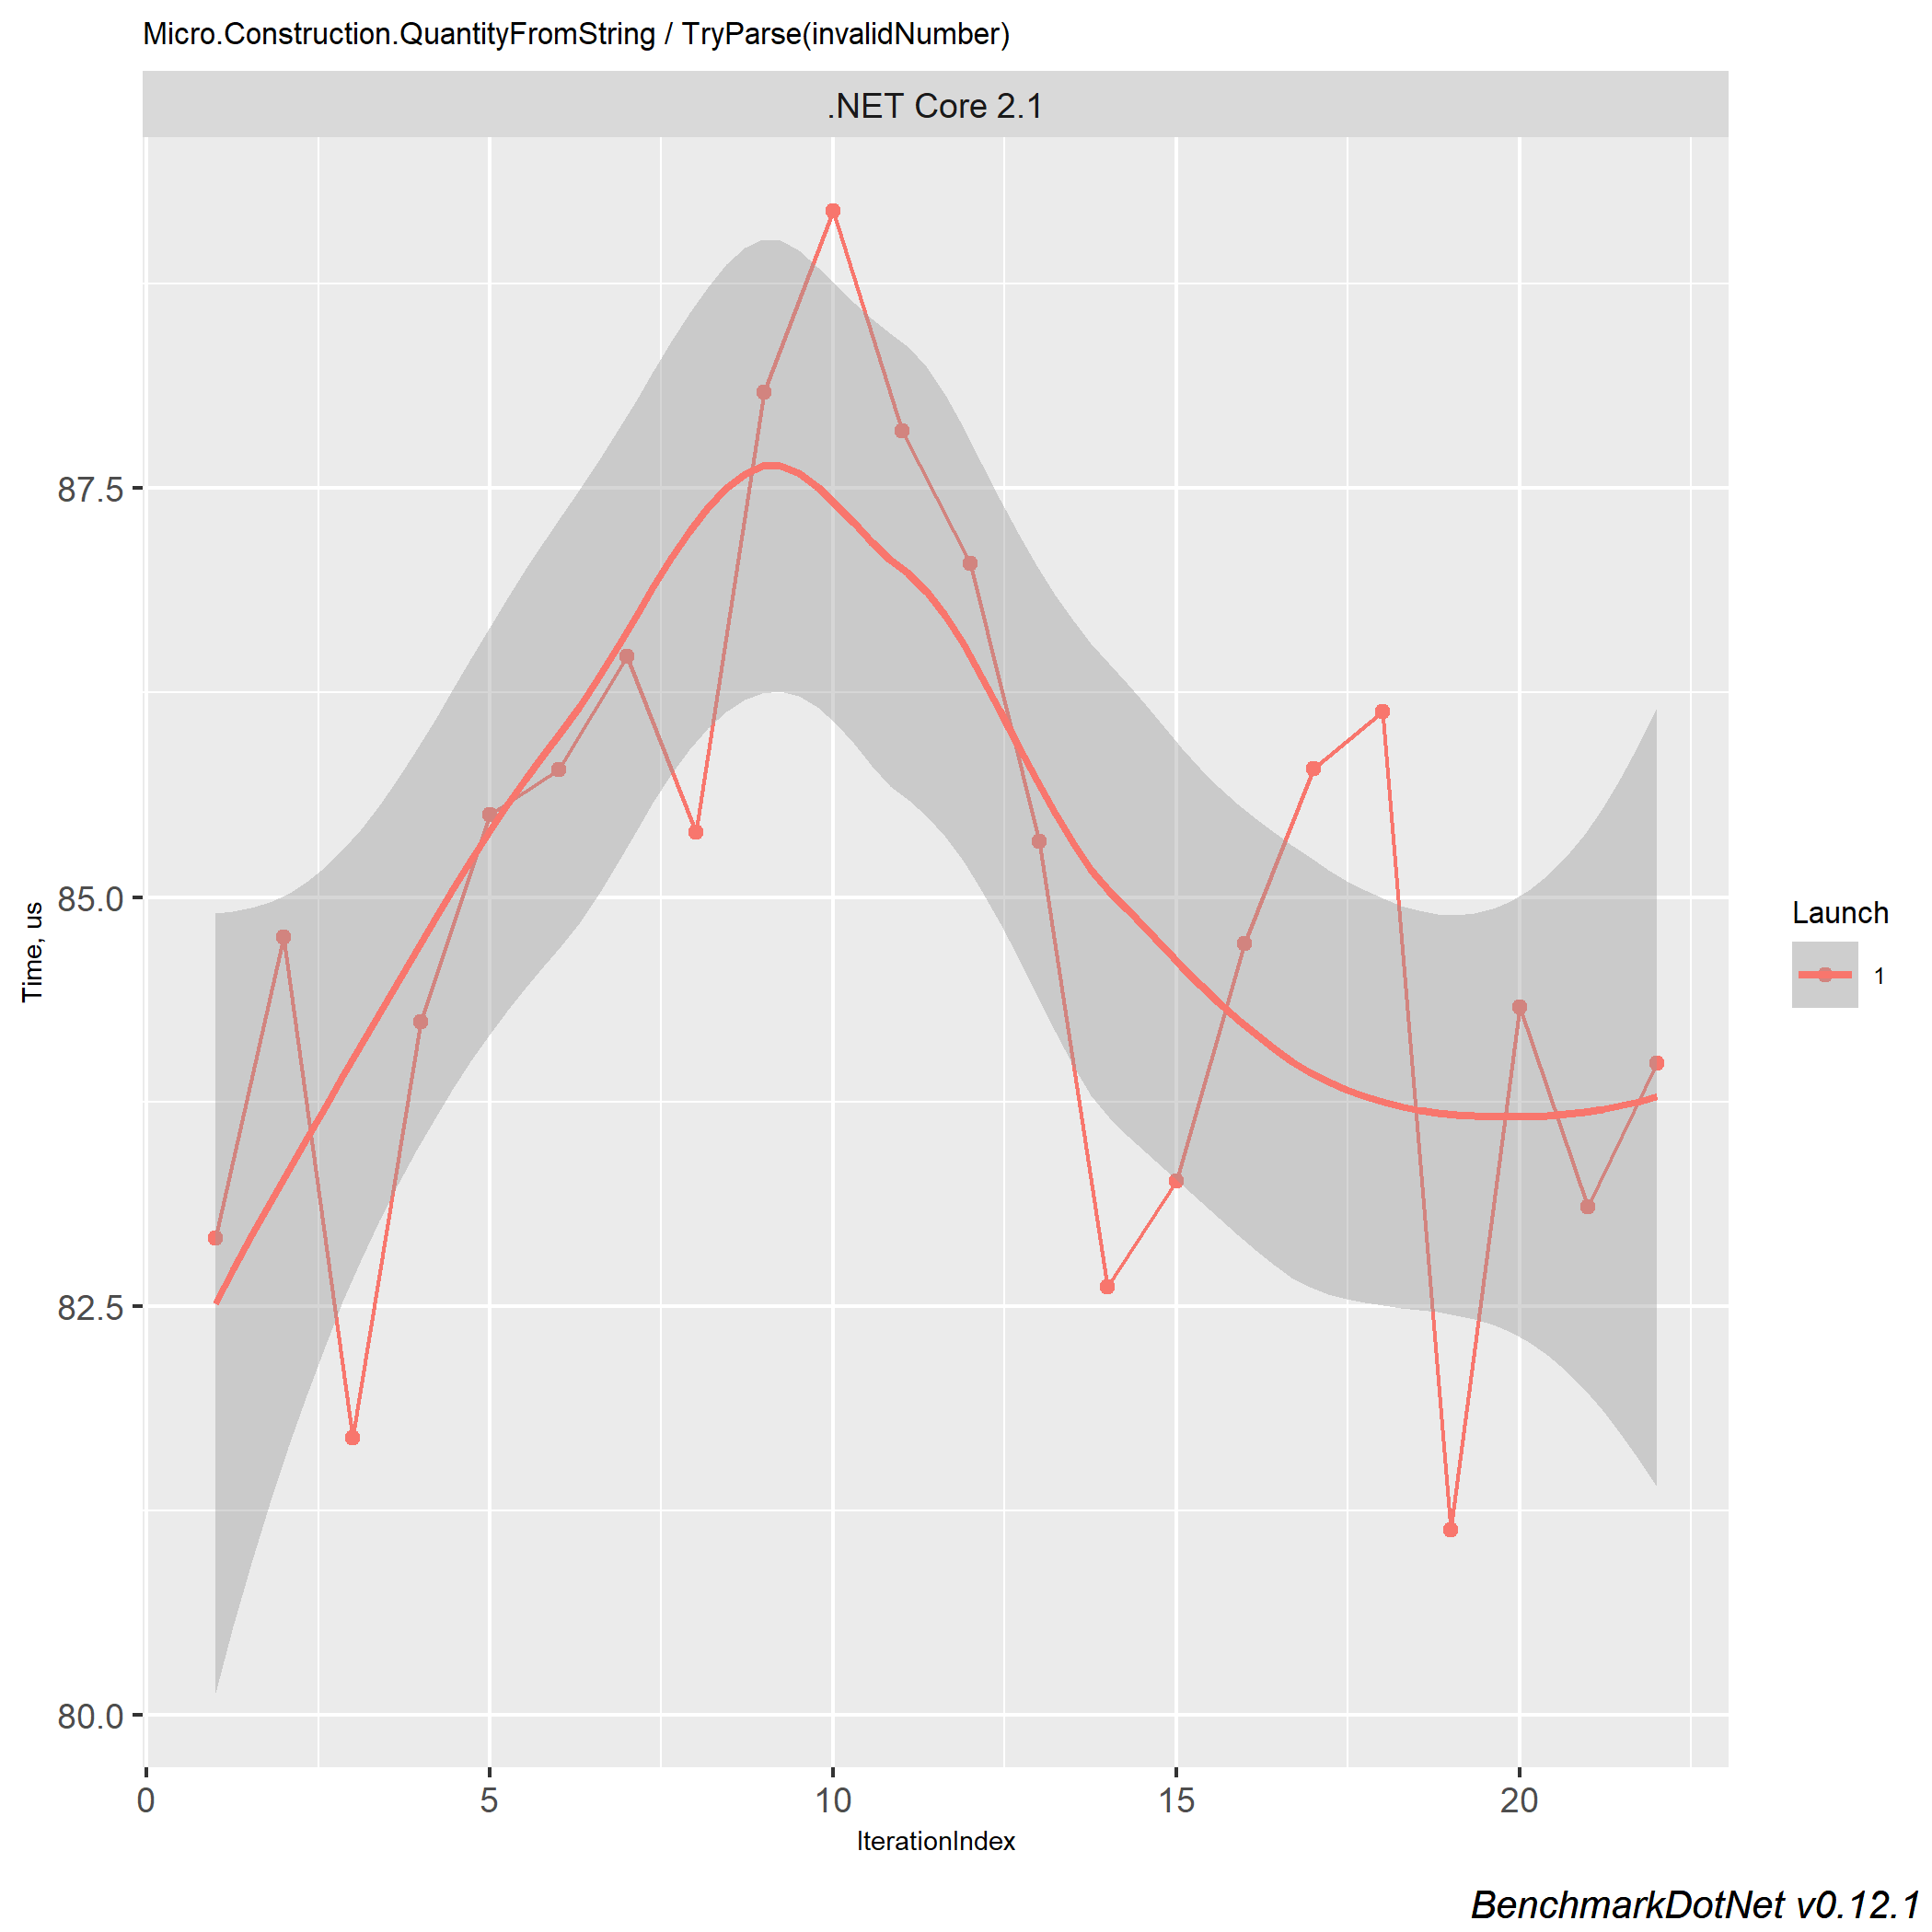 Micro.Construction.QuantityFromString / TryParse(invalidNumber)
.NET Core 2.1
87.5
85.0
82.5
80.0
Time, us
0 5 10 15 20
IterationIndex
Launch
1
BenchmarkDotNet v0.12.1